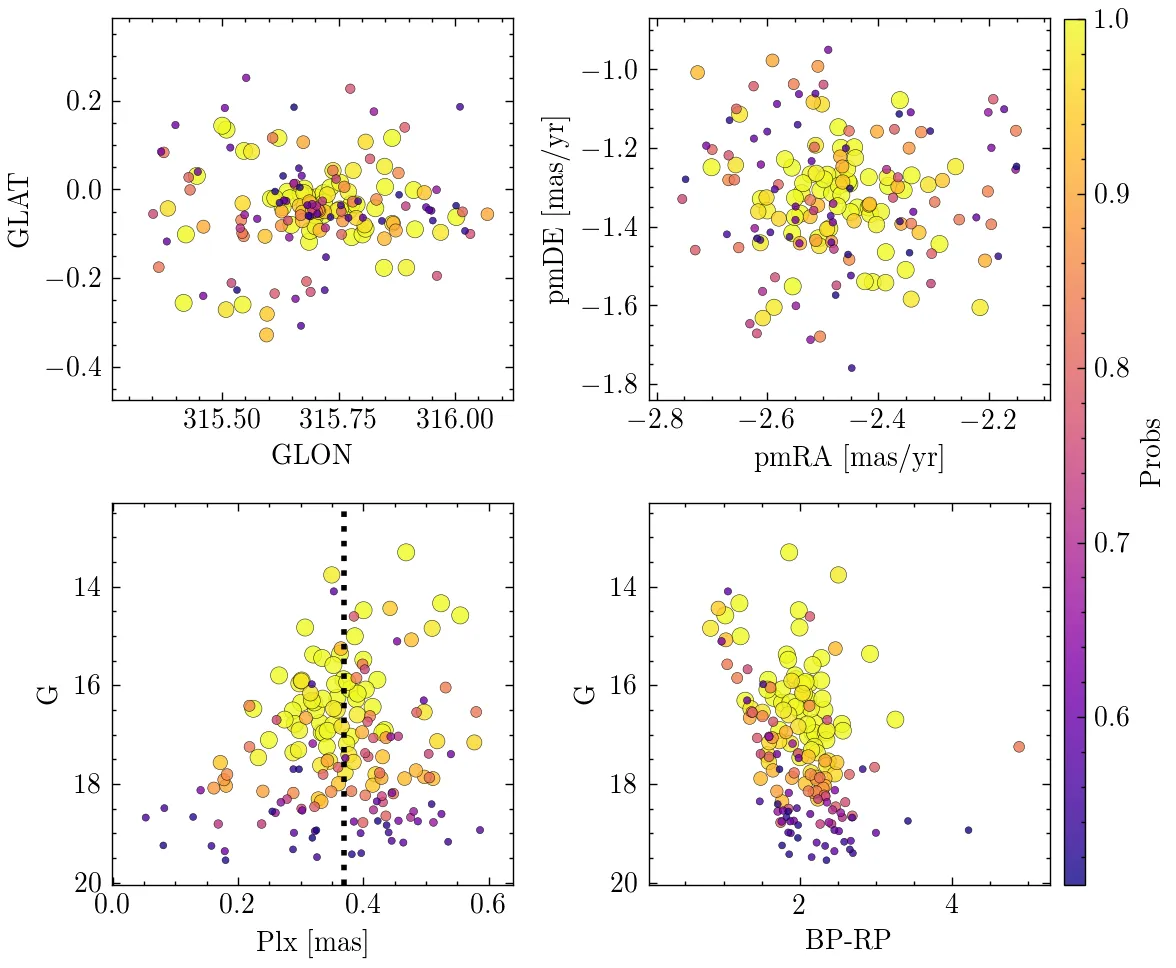 0.2
0.0
−0.2
−0.4
GLAT
315.50 315.75 316.00
GLON
−1.0
−1.2
−1.4
−1.6
−1.8
pmDE [mas/yr]
−2.8 −2.6 −2.4 −2.2
pmRA [mas/yr]
1.0
0.9
0.8
0.7
0.6
Probs
14
16
18
20
G
0.0 0.2 0.4 0.6
Plx [mas]
14
16
18
20
G
2 4
BP-RP